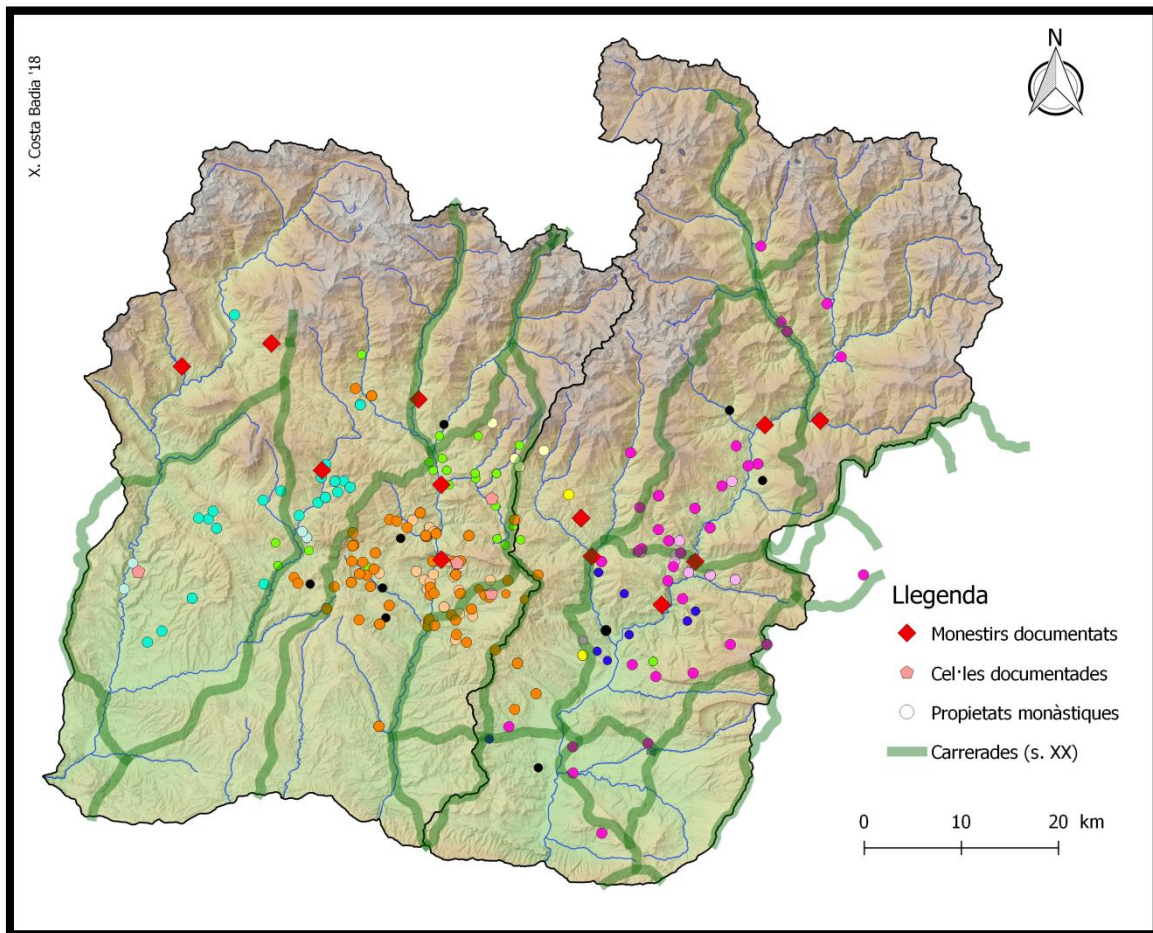 X. Costa Badia '18
N
Llegenda
Monestirs documentats
Cel·les documentades
Propietats monàstiques
Carrerades (s. XX)
0 10 20 km